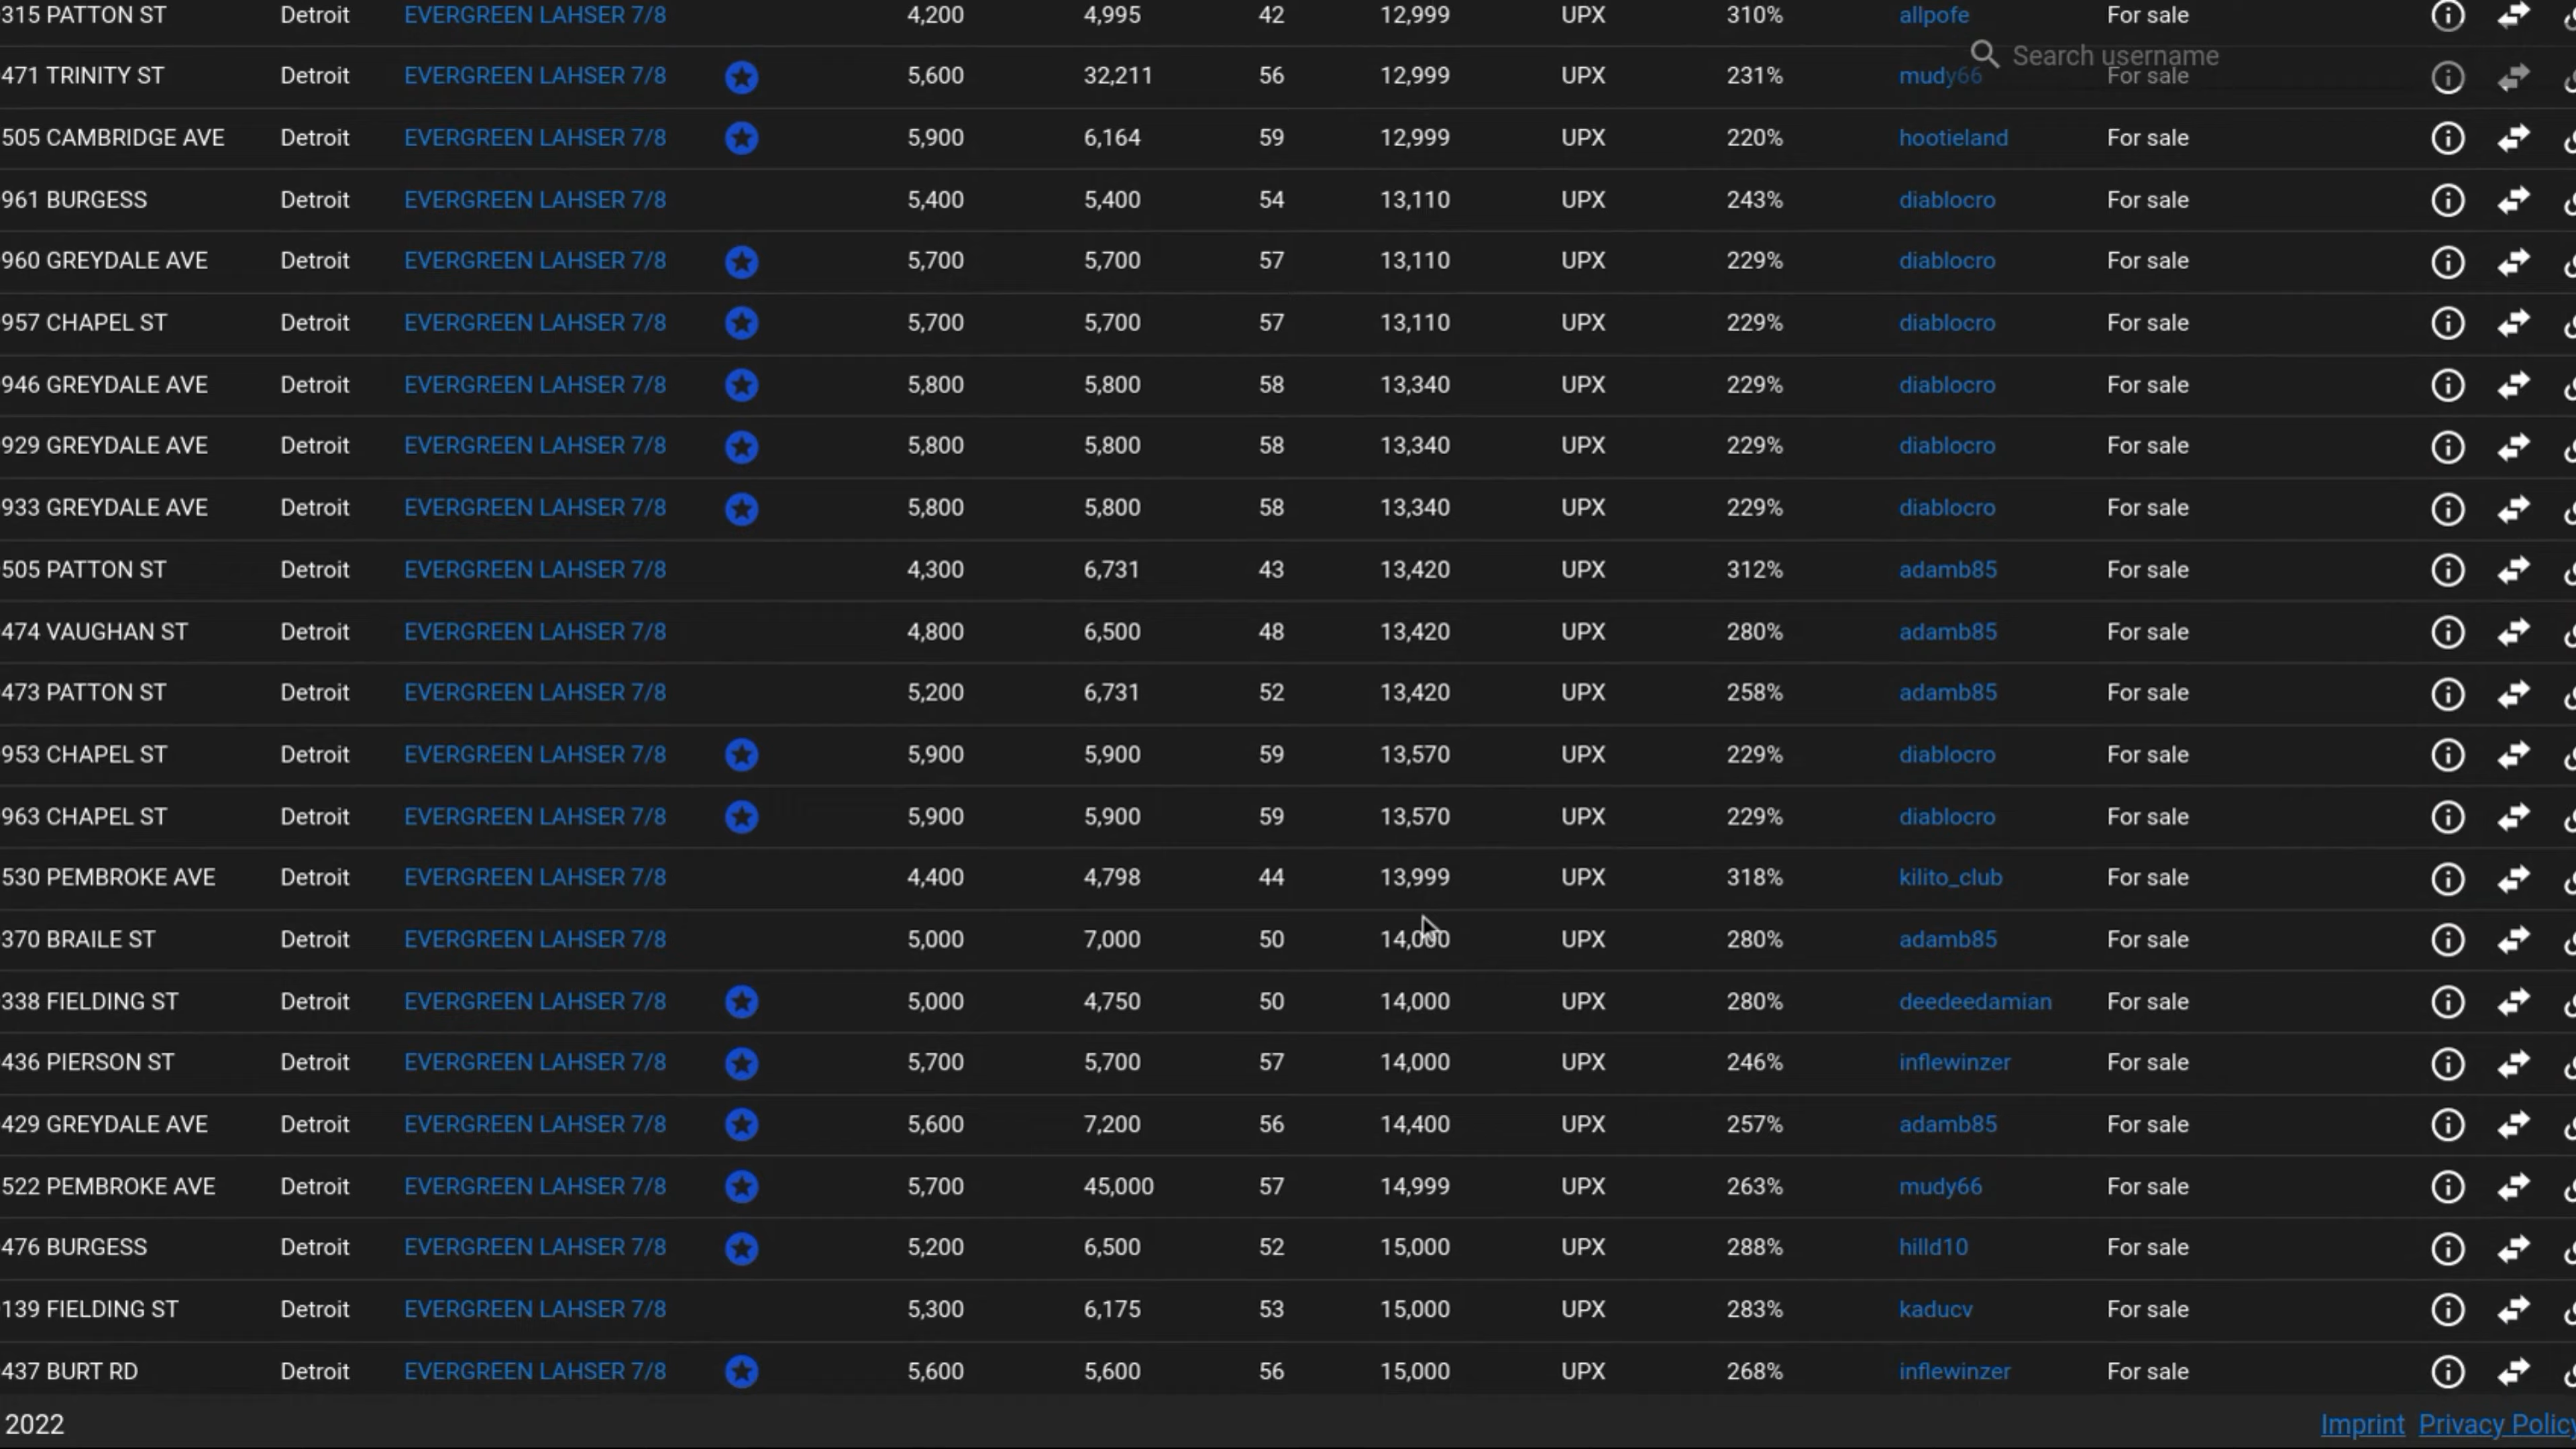 315 PATTON ST Detroit EVERGREEN LAHSER 7/8 4,200 4,995 42 12,999 UPX 310% allpofe For sale
Search username
471 TRINITY ST Detroit EVERGREEN LAHSER 7/8 5,600 32,211 56 12,999 UPX 231% mudy66 For sale
505 CAMBRIDGE AVE Detroit EVERGREEN LAHSER 7/8 5,900 6,164 59 12,999 UPX 220% hootieland For sale
961 BURGESS Detroit EVERGREEN LAHSER 7/8 5,400 5,400 54 13,110 UPX 243% diablocro For sale
960 GREYDALE AVE Detroit EVERGREEN LAHSER 7/8 5,700 5,700 57 13,110 UPX 229% diablocro For sale
957 CHAPEL ST Detroit EVERGREEN LAHSER 7/8 5,700 5,700 57 13,110 UPX 229% diablocro For sale
946 GREYDALE AVE Detroit EVERGREEN LAHSER 7/8 5,800 5,800 58 13,340 UPX 229% diablocro For sale
929 GREYDALE AVE Detroit EVERGREEN LAHSER 7/8 5,800 5,800 58 13,340 UPX 229% diablocro For sale
933 GREYDALE AVE Detroit EVERGREEN LAHSER 7/8 5,800 5,800 58 13,340 UPX 229% diablocro For sale
505 PATTON ST Detroit EVERGREEN LAHSER 7/8 4,300 6,731 43 13,420 UPX 312% adamb85 For sale
474 VAUGHAN ST Detroit EVERGREEN LAHSER 7/8 4,800 6,500 48 13,420 UPX 280% adamb85 For sale
473 PATTON ST Detroit EVERGREEN LAHSER 7/8 5,200 6,731 52 13,420 UPX 258% adamb85 For sale
953 CHAPEL ST Detroit EVERGREEN LAHSER 7/8 5,900 5,900 59 13,570 UPX 229% diablocro For sale
963 CHAPEL ST Detroit EVERGREEN LAHSER 7/8 5,900 5,900 59 13,570 UPX 229% diablocro For sale
530 PEMBROKE AVE Detroit EVERGREEN LAHSER 7/8 4,400 4,798 44 13,999 UPX 318% kilito_club For sale
370 BRAILE ST Detroit EVERGREEN LAHSER 7/8 5,000 7,000 50 14,000 UPX 280% adamb85 For sale
338 FIELDING ST Detroit EVERGREEN LAHSER 7/8 5,000 4,750 50 14,000 UPX 280% deedeedamian For sale
436 PIERSON ST Detroit EVERGREEN LAHSER 7/8 5,700 5,700 57 14,000 UPX 246% inflewinzer For sale
429 GREYDALE AVE Detroit EVERGREEN LAHSER 7/8 5,600 7,200 56 14,400 UPX 257% adamb85 For sale
522 PEMBROKE AVE Detroit EVERGREEN LAHSER 7/8 5,700 45,000 57 14,999 UPX 263% mudy66 For sale
476 BURGESS Detroit EVERGREEN LAHSER 7/8 5,200 6,500 52 15,000 UPX 288% hilld10 For sale
139 FIELDING ST Detroit EVERGREEN LAHSER 7/8 5,300 6,175 53 15,000 UPX 283% kaducv For sale
437 BURT RD Detroit EVERGREEN LAHSER 7/8 5,600 5,600 56 15,000 UPX 268% inflewinzer For sale
2022 Imprint Privacy Policy